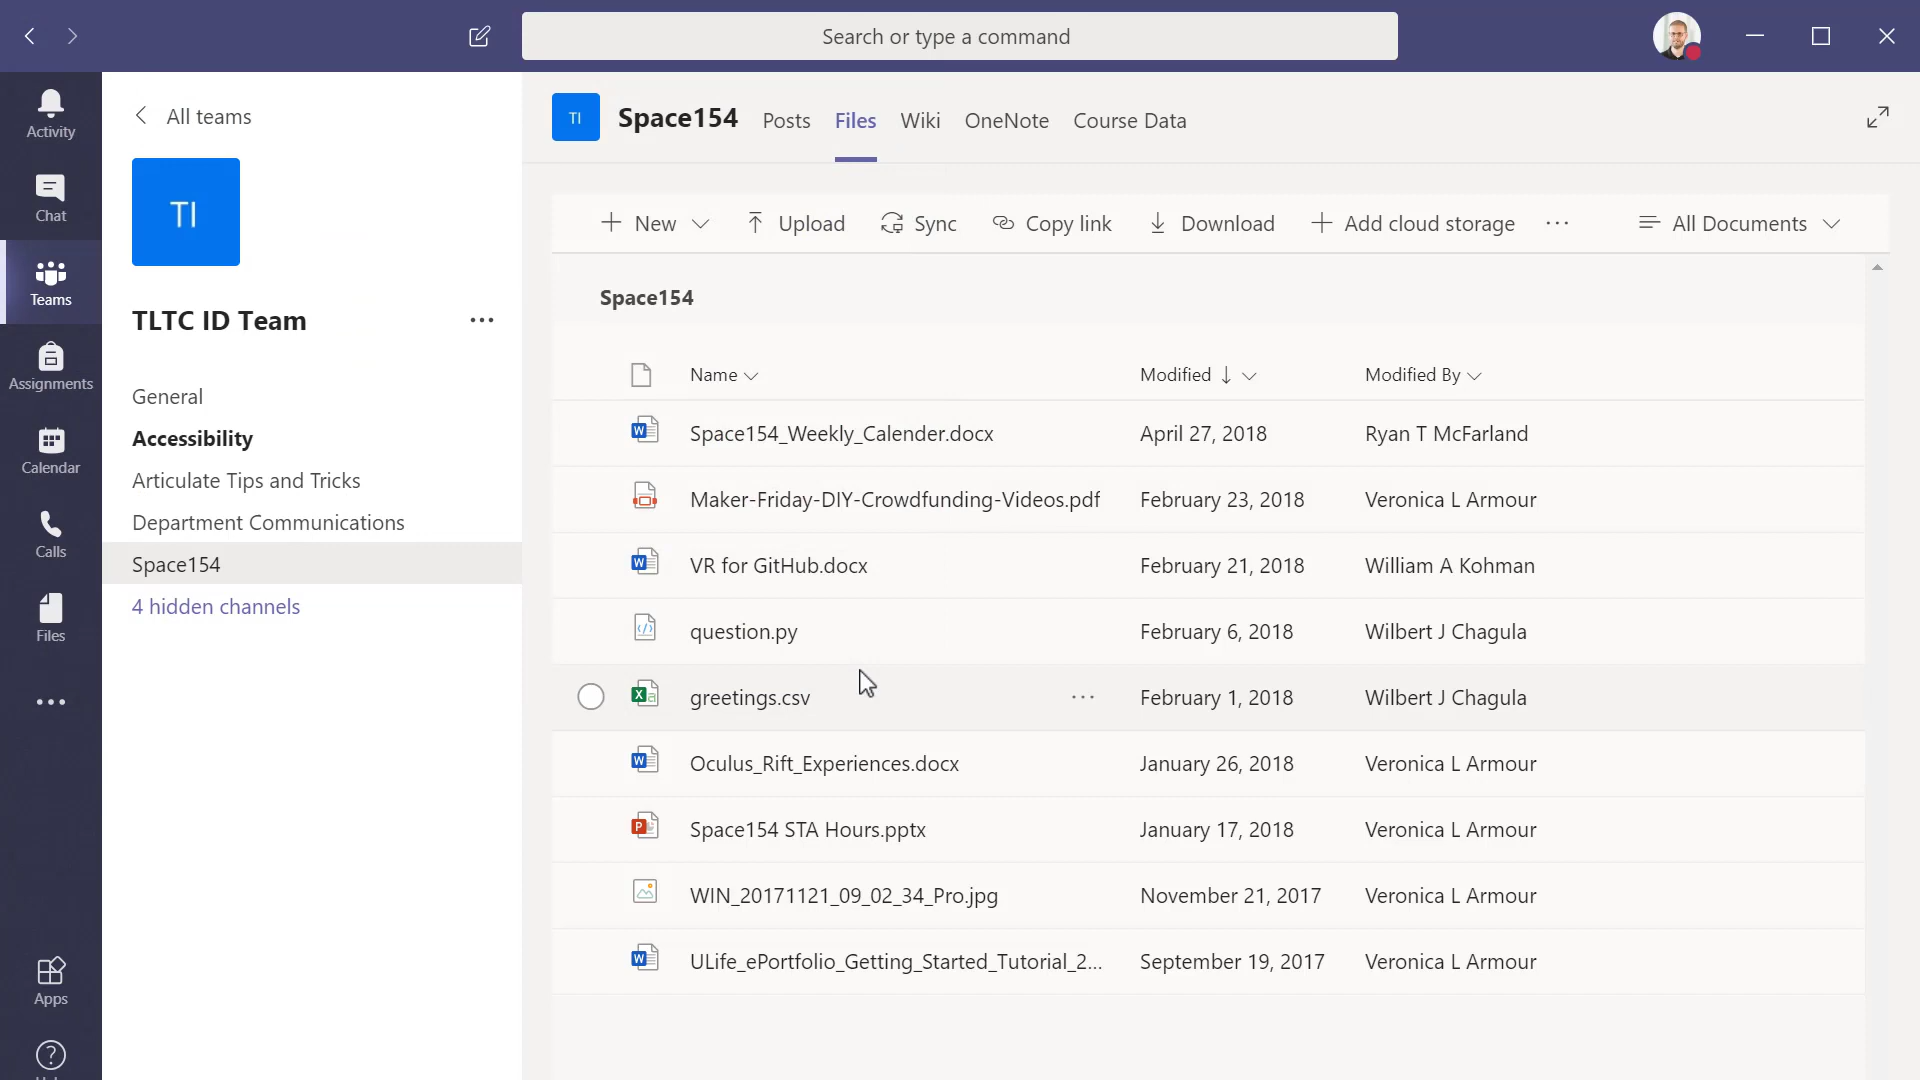 Search or type a command
Activity
Chat
Teams
Assignments
Calendar
Calls
Files
Apps
All teams
TI
TLTC ID Team
General
Accessibility
Articulate Tips and Tricks
Department Communications
Space154
4 hidden channels
TI Space154 Posts Files Wiki OneNote Course Data
New Upload Sync Copy link Download Add cloud storage All Documents
Space154
Name Modified Modified By
Space154_Weekly_Calender.docx April 27, 2018 Ryan T McFarland
Maker-Friday-DIY-Crowdfunding-Videos.pdf February 23, 2018 Veronica L Armour
VR for GitHub.docx February 21, 2018 William A Kohman
question.py February 6, 2018 Wilbert J Chagula
greetings.csv February 1, 2018 Wilbert J Chagula
Oculus_Rift_Experiences.docx January 26, 2018 Veronica L Armour
Space154 STA Hours.pptx January 17, 2018 Veronica L Armour
WIN_20171121_09_02_34_Pro.jpg November 21, 2017 Veronica L Armour
ULife_ePortfolio_Getting_Started_Tutorial_2... September 19, 2017 Veronica L Armour